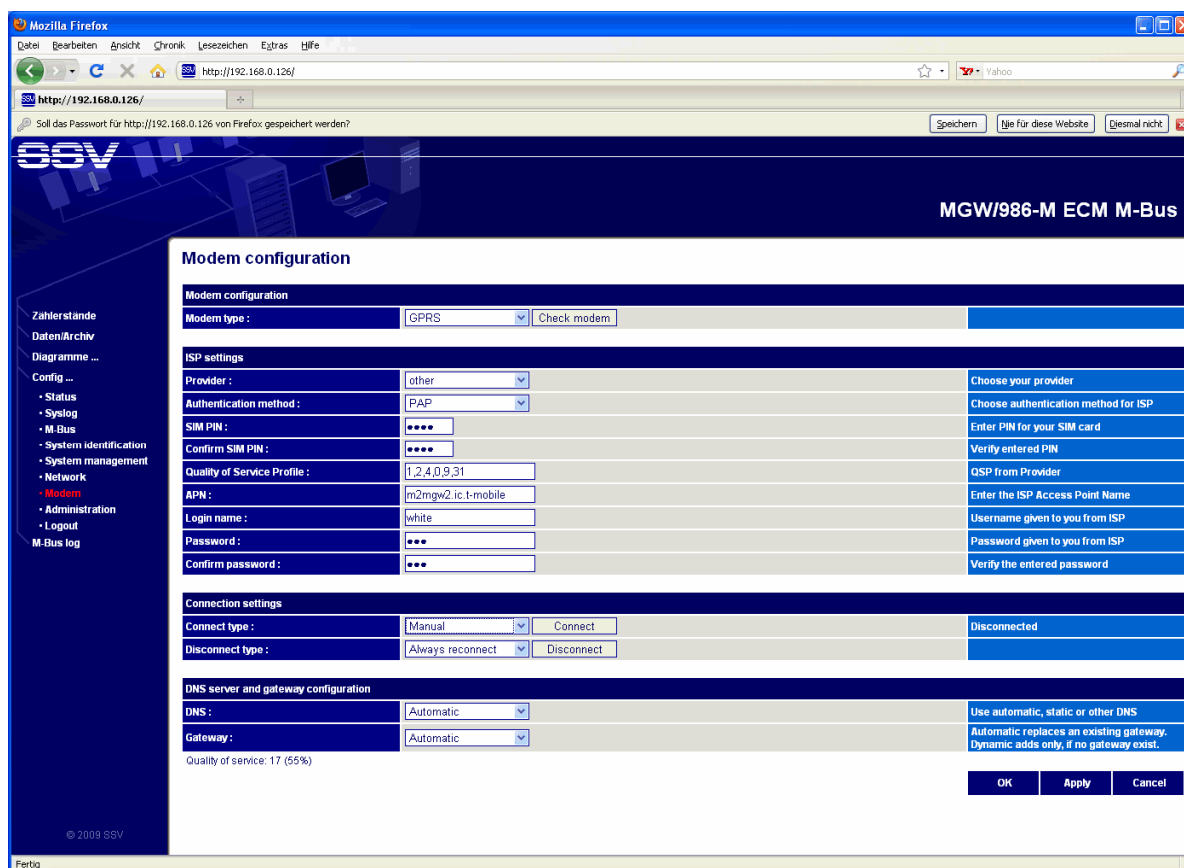 Mozilla Firefox
Datei Bearbeiten Ansicht Chronik Lesezeichen Extras Hilfe
SSV http://192.168.0.126/ Yahoo
SSV http://192.168.0.126/
Soll das Passwort für http://192.168.0.126 von Firefox gespeichert werden? Speichern Nie für diese Website Diesmal nicht
SSV
MGW/986-M ECM M-Bus
Modem configuration
Zählerstände
Daten/Archiv
Diagramme ...
Config ...
• Status
• Syslog
• M-Bus
• System identification
• System management
• Network
• Modem
• Administration
• Logout
M-Bus log
© 2009 SSV
Modem configuration
Modem type : GPRS Check modem
ISP settings
Provider : other Choose your provider
Authentication method : PAP Choose authentication method for ISP
SIM PIN : •••• Enter PIN for your SIM card
Confirm SIM PIN : •••• Verify entered PIN
Quality of Service Profile : 1,2,4,0,9,31 QSP from Provider
APN : m2mgw2.ic.t-mobile Enter the ISP Access Point Name
Login name : white Username given to you from ISP
Password : ••• Password given to you from ISP
Confirm password : ••• Verify the entered password
Connection settings
Connect type : Manual Connect Disconnected
Disconnect type : Always reconnect Disconnect
DNS server and gateway configuration
DNS : Automatic Use automatic, static or other DNS
Gateway : Automatic Automatic replaces an existing gateway.
Dynamic adds only, if no gateway exist.
Quality of service: 17 (55%)
OK Apply Cancel
Fertig